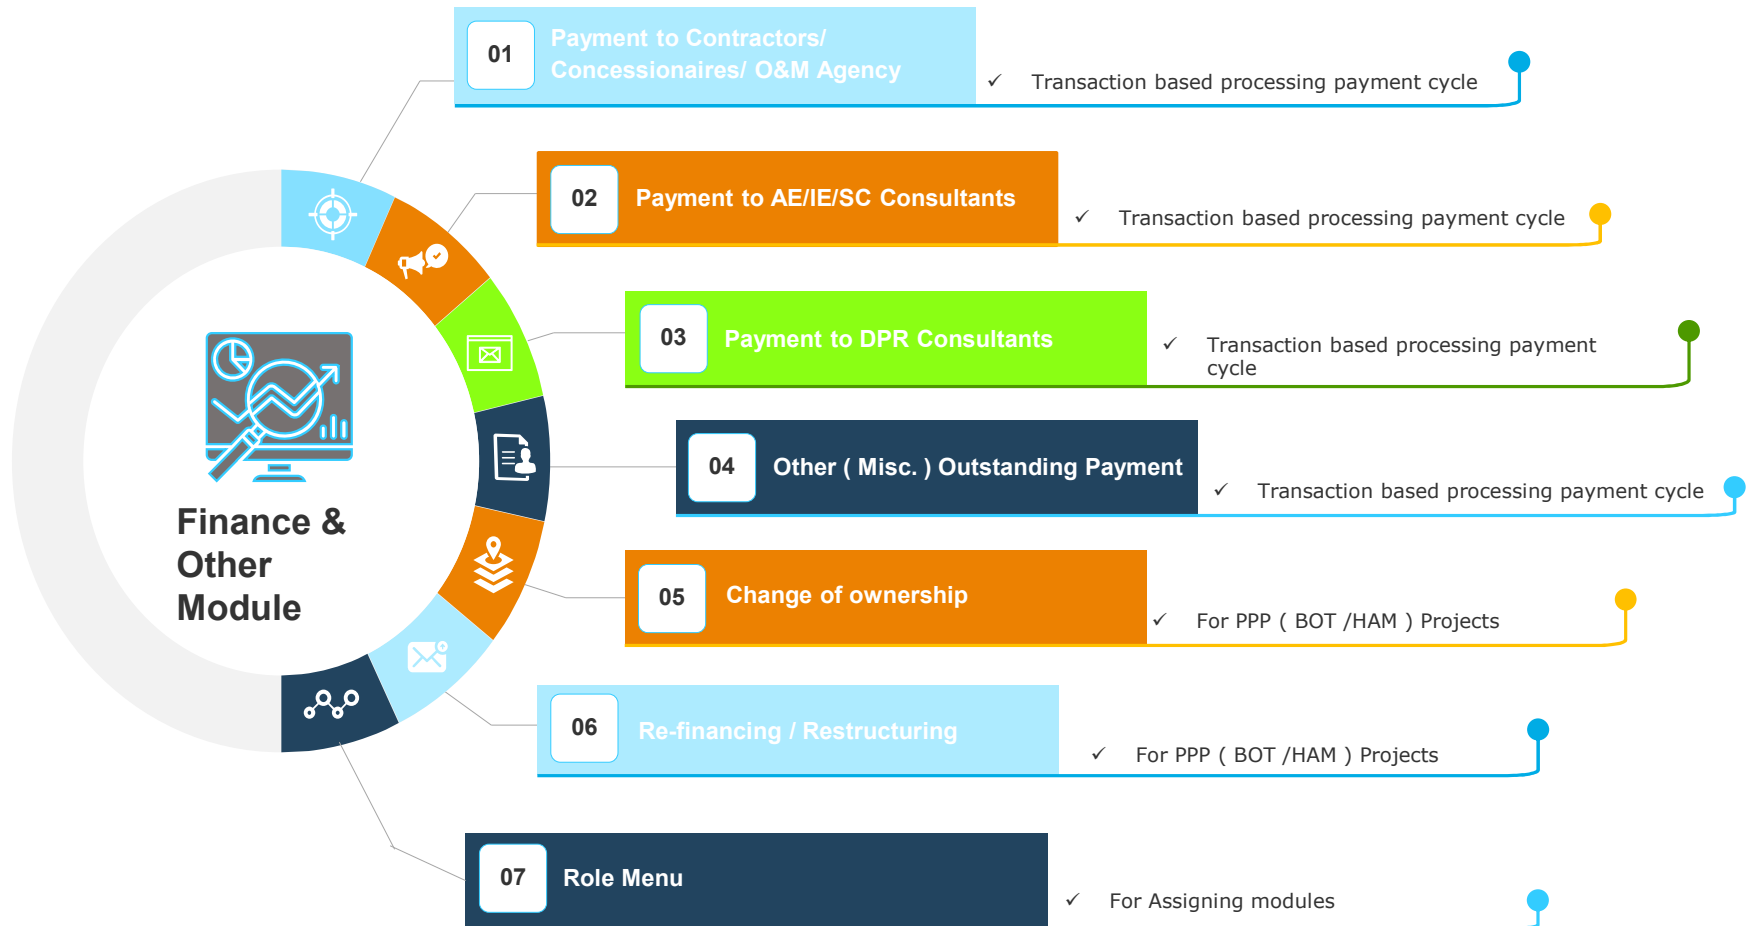 01
Payment to Contractors/
Concessionaires/ O&M Agency
✓ Transaction based processing payment cycle
02
Payment to AE/IE/SC Consultants
✓ Transaction based processing payment cycle
03
Payment to DPR Consultants
✓ Transaction based processing payment
cycle
04
Other ( Misc. ) Outstanding Payment
✓ Transaction based processing payment cycle
Finance &
Other
Module
05
Change of ownership
✓ For PPP ( BOT /HAM ) Projects
06
Re-financing / Restructuring
✓ For PPP ( BOT /HAM ) Projects
07
Role Menu
✓ For Assigning modules